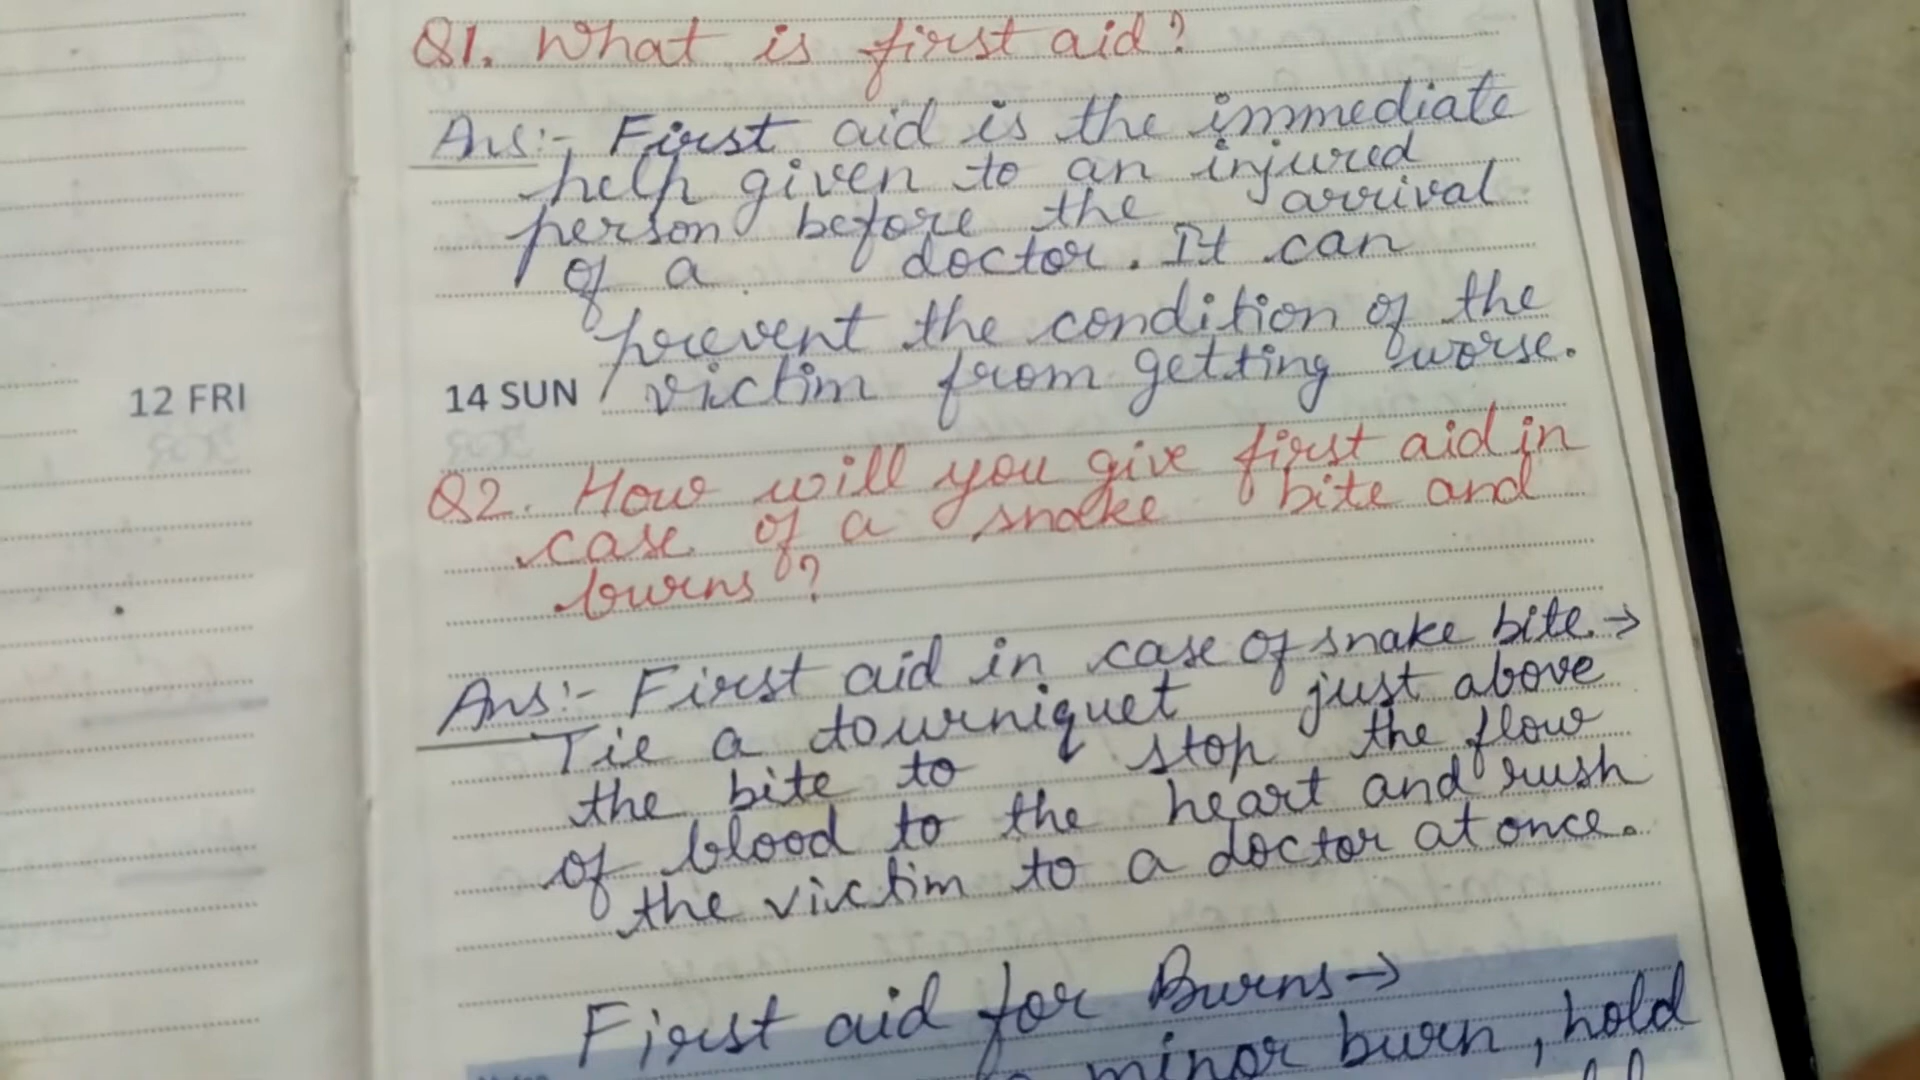 Q1. What is first aid?
Ans:- First aid is the immediate
help given to an injured
person before the arrival
of a doctor. It can
prevent the condition of the
12 FRI
14 SUN
victim from getting worse.
Q2. How will you give first aid in
case of a snake bite and
burns?
Ans:- First aid in case of snake bite →
Tie a tourniquet just above
the bite to stop the flow
of blood to the heart and rush
the victim to a doctor at once.
First aid for Burns →
minor burn, hold